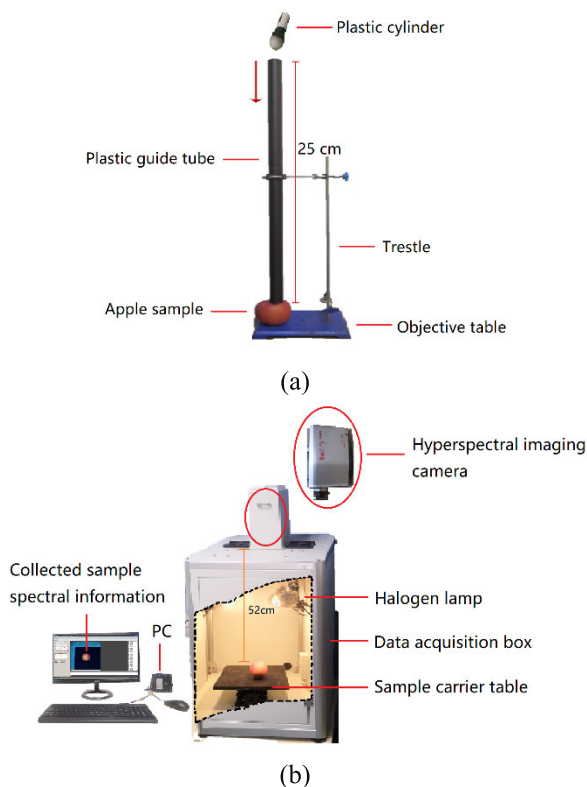 Plastic cylinder
25 cm
Plastic guide tube
Trestle
Apple sample
Objective table
(a)
Hyperspectral imaging
camera
Collected sample
spectral information
PC
52cm
Halogen lamp
Data acquisition box
Sample carrier table
(b)